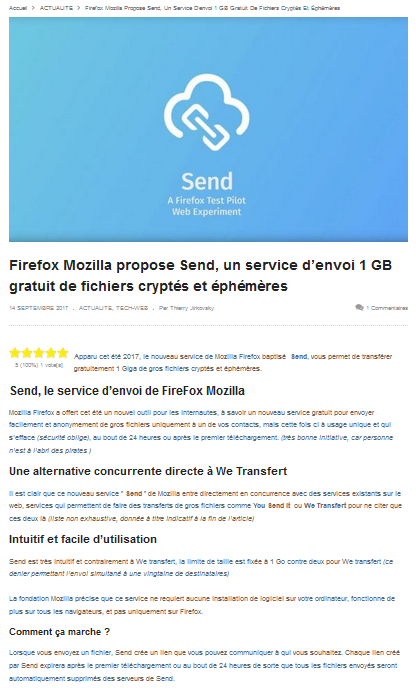 Accueil > ACTUALITE > Firefox Mozilla Propose Send, Un Service D'envoi 1 GB Gratuit De Fichiers Cryptés Et Éphémères
Send
A Firefox Test Pilot
Web Experiment
Firefox Mozilla propose Send, un service d'envoi 1 GB
gratuit de fichiers cryptés et éphémères
14 SEPTEMBRE 2017 , ACTUALITE, TECH-WEB , Par Thierry Jirkovsky 1 Commentaires
5 (100%) 1 vote(s)
Apparu cet été 2017, le nouveau service de Mozilla Firefox baptisé Send, vous permet de transférer
gratuitement 1 Giga de gros fichiers cryptés et éphémères.
Send, le service d'envoi de FireFox Mozilla
Mozilla Firefox a offert cet été un nouvel outil pour les Internautes, à savoir un nouveau service gratuit pour envoyer
facilement et anonymement de gros fichiers uniquement à un de vos contacts, mais cette fois ci à usage unique et qui
s'efface (sécurité oblige), au bout de 24 heures ou après le premier téléchargement. (très bonne initiative, car personne
n'est à l'abri des pirates )
Une alternative concurrente directe à We Transfert
Il est clair que ce nouveau service " Send " de Mozilla entre directement en concurrence avec des services existants sur le
web, services qui permettent de faire des transferts de gros fichiers comme You Send it ou We Transfert pour ne citer que
ces deux là (liste non exhaustive, donnée à titre indicatif à la fin de l'article)
Intuitif et facile d'utilisation
Send est très intuitif et contrairement à We transfert, la limite de taille est fixée à 1 Go contre deux pour We transfert (ce
denier permettant l'envoi simultané à une vingtaine de destinataires)
La fondation Mozilla précise que ce service ne requiert aucune installation de logiciel sur votre ordinateur, fonctionne de
plus sur tous les navigateurs, et pas uniquement sur Firefox.
Comment ça marche ?
Lorsque vous envoyez un fichier, Send crée un lien que vous pouvez communiquer à qui vous souhaitez. Chaque lien créé
par Send expirera après le premier téléchargement ou au bout de 24 heures de sorte que tous les fichiers envoyés seront
automatiquement supprimés des serveurs de Send.